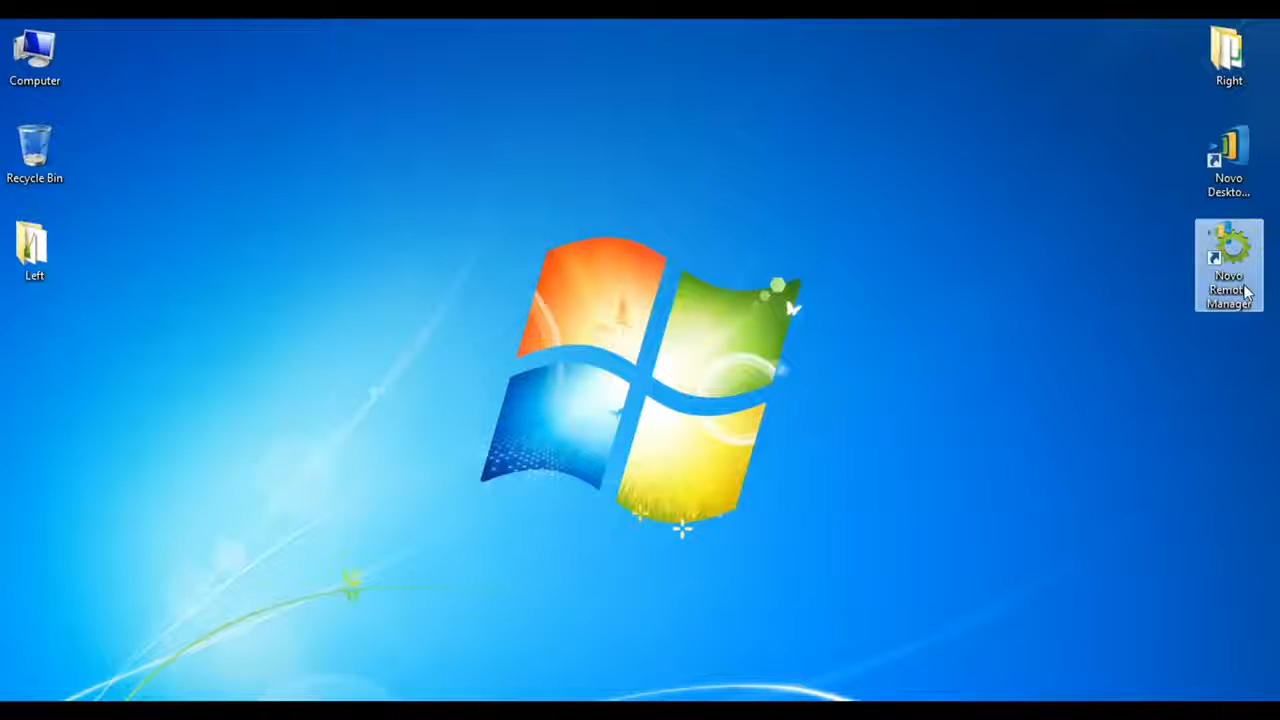 Computer
Recycle Bin
Left
Right
Novo
Deskto...
Novo
Remote
Manager